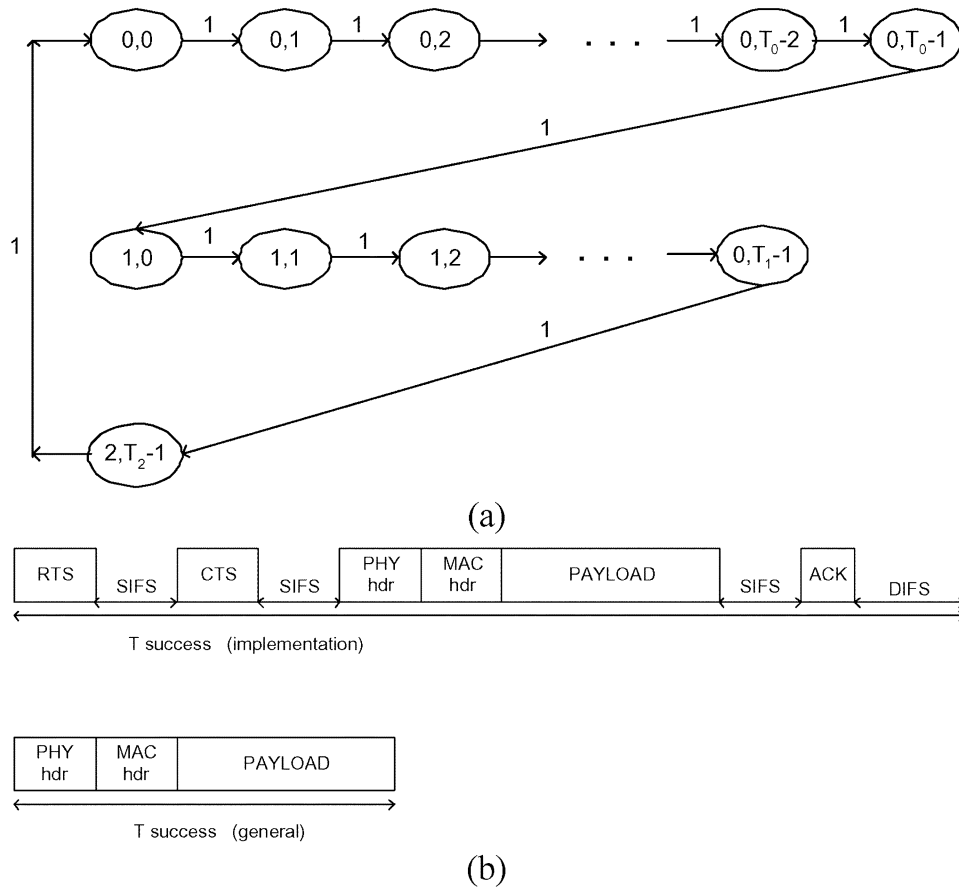 1 1 1 1
0,0 0,1 0,2 . . . 0,T₀-2 0,T₀-1
1
1 1 1
1,0 1,1 1,2 . . . 0,T₁-1
1
2,T₂-1
(a)
RTS SIFS CTS SIFS PHY hdr MAC hdr PAYLOAD SIFS ACK DIFS
T success (implementation)
PHY hdr MAC hdr PAYLOAD
T success (general)
(b)